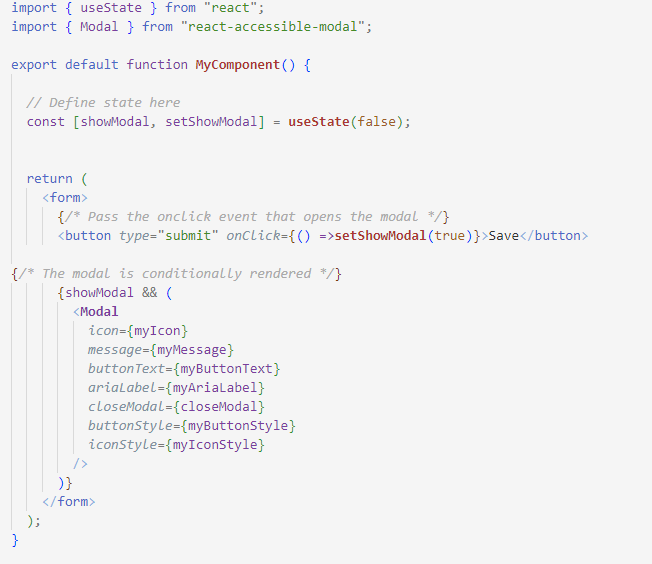 import { useState } from "react";
import { Modal } from "react-accessible-modal";
export default function MyComponent() {
// Define state here
const [showModal, setShowModal] = useState(false);
return (
<form>
{/* Pass the onclick event that opens the modal */}
<button type="submit" onClick={() =>setShowModal(true)}>Save</button>
{/* The modal is conditionally rendered */}
{showModal && (
<Modal
icon={myIcon}
message={myMessage}
buttonText={myButtonText}
ariaLabel={myAriaLabel}
closeModal={closeModal}
buttonStyle={myButtonStyle}
iconStyle={myIconStyle}
/>
)}
</form>
);
}